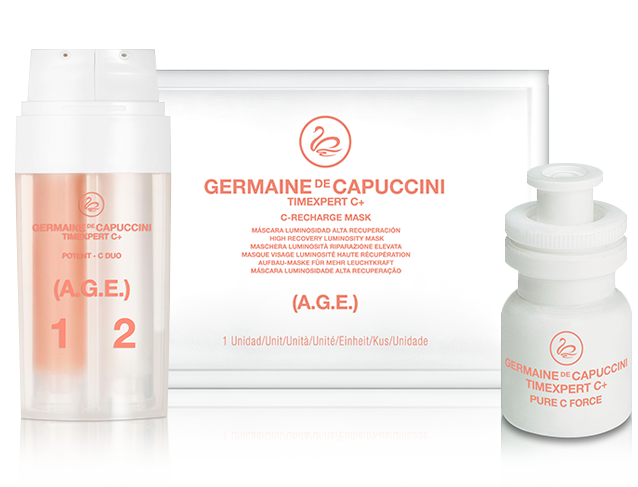 GERMAINE DE CAPUCCINI
TIMEXPERT C+
POTENT - C DUO
(A.G.E.)
1 2
GERMAINE DE CAPUCCINI
TIMEXPERT C+
C-RECHARGE MASK
MÁSCARA LUMINOSIDAD ALTA RECUPERACIÓN
HIGH RECOVERY LUMINOSITY MASK
MASCHERA LUMINOSITÀ RIPARAZIONE ELEVATA
MASQUE VISAGE LUMINOSITÉ HAUTE RÉCUPÉRATION
AUFBAU-MASKE FÜR MEHR LEUCHTKRAFT
MÁSCARA LUMINOSIDADE ALTA RECUPERAÇÃO
(A.G.E.)
1 Unidad/Unit/Unità/Unité/Einheit/Kus/Unidade
GERMAINE DE CAPUCCINI
TIMEXPERT C+
PURE C FORCE